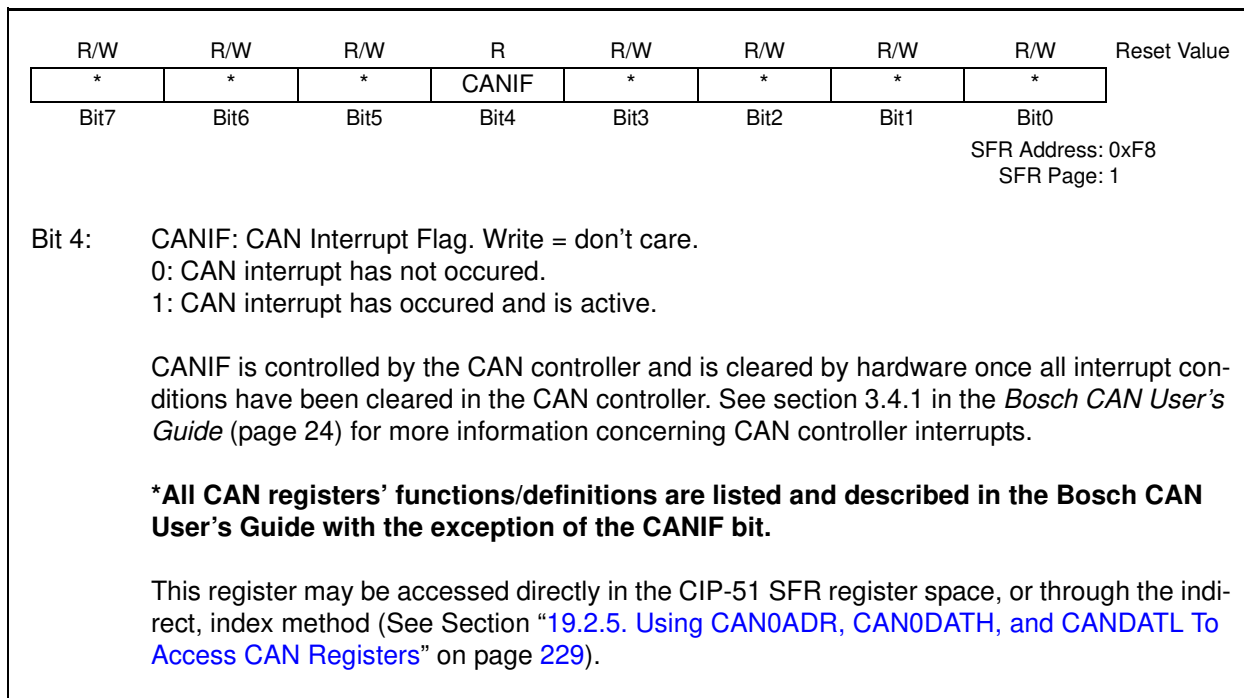 R/W R/W R/W R R/W R/W R/W R/W Reset Value
* * * CANIF * * * *
Bit7 Bit6 Bit5 Bit4 Bit3 Bit2 Bit1 Bit0
SFR Address: 0xF8
SFR Page: 1
Bit 4: CANIF: CAN Interrupt Flag. Write = don't care.
0: CAN interrupt has not occured.
1: CAN interrupt has occured and is active.
CANIF is controlled by the CAN controller and is cleared by hardware once all interrupt con-
ditions have been cleared in the CAN controller. See section 3.4.1 in the Bosch CAN User's
Guide (page 24) for more information concerning CAN controller interrupts.
*All CAN registers’ functions/definitions are listed and described in the Bosch CAN
User’s Guide with the exception of the CANIF bit.
This register may be accessed directly in the CIP-51 SFR register space, or through the indi-
rect, index method (See Section “19.2.5. Using CAN0ADR, CAN0DATH, and CANDATL To
Access CAN Registers” on page 229).